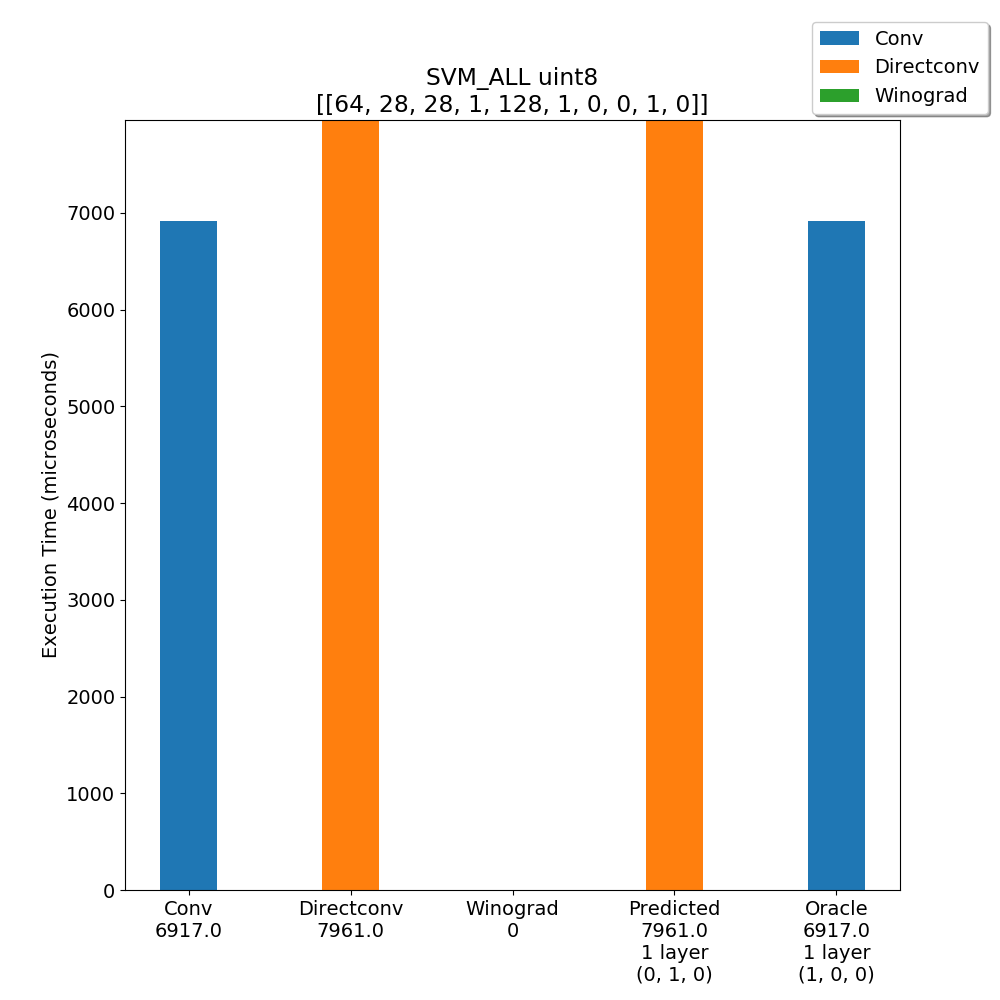 Conv
Directconv
Winograd
SVM_ALL uint8
[[64, 28, 28, 1, 128, 1, 0, 0, 1, 0]]
Execution Time (microseconds)
7000
6000
5000
4000
3000
2000
1000
0
Conv
6917.0
Directconv
7961.0
Winograd
0
Predicted
7961.0
1 layer
(0, 1, 0)
Oracle
6917.0
1 layer
(1, 0, 0)